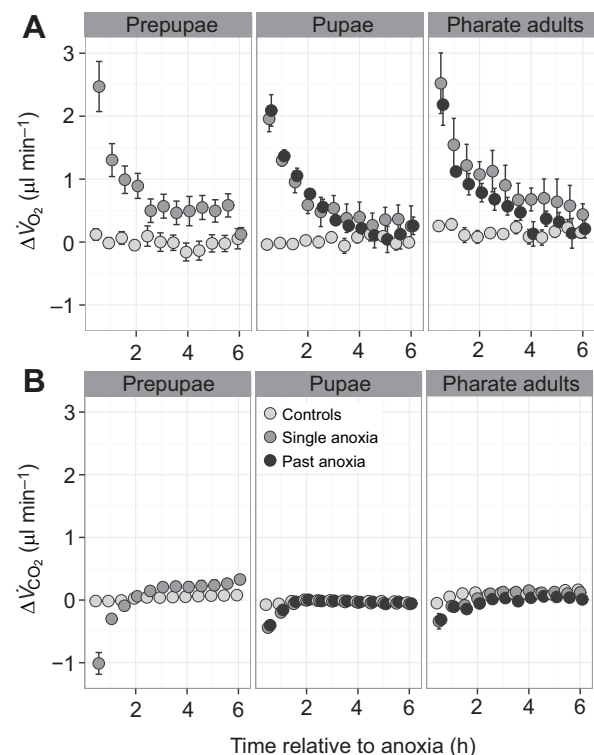 A
Prepupae
Pupae
Pharate adults
3
2
1
0
−1
ΔV̇O2 (µl min−1)
2 4 6
2 4 6
2 4 6
B
Prepupae
Pupae
Pharate adults
Controls
Single anoxia
Past anoxia
3
2
1
0
−1
ΔV̇CO2 (µl min−1)
2 4 6
2 4 6
2 4 6
Time relative to anoxia (h)